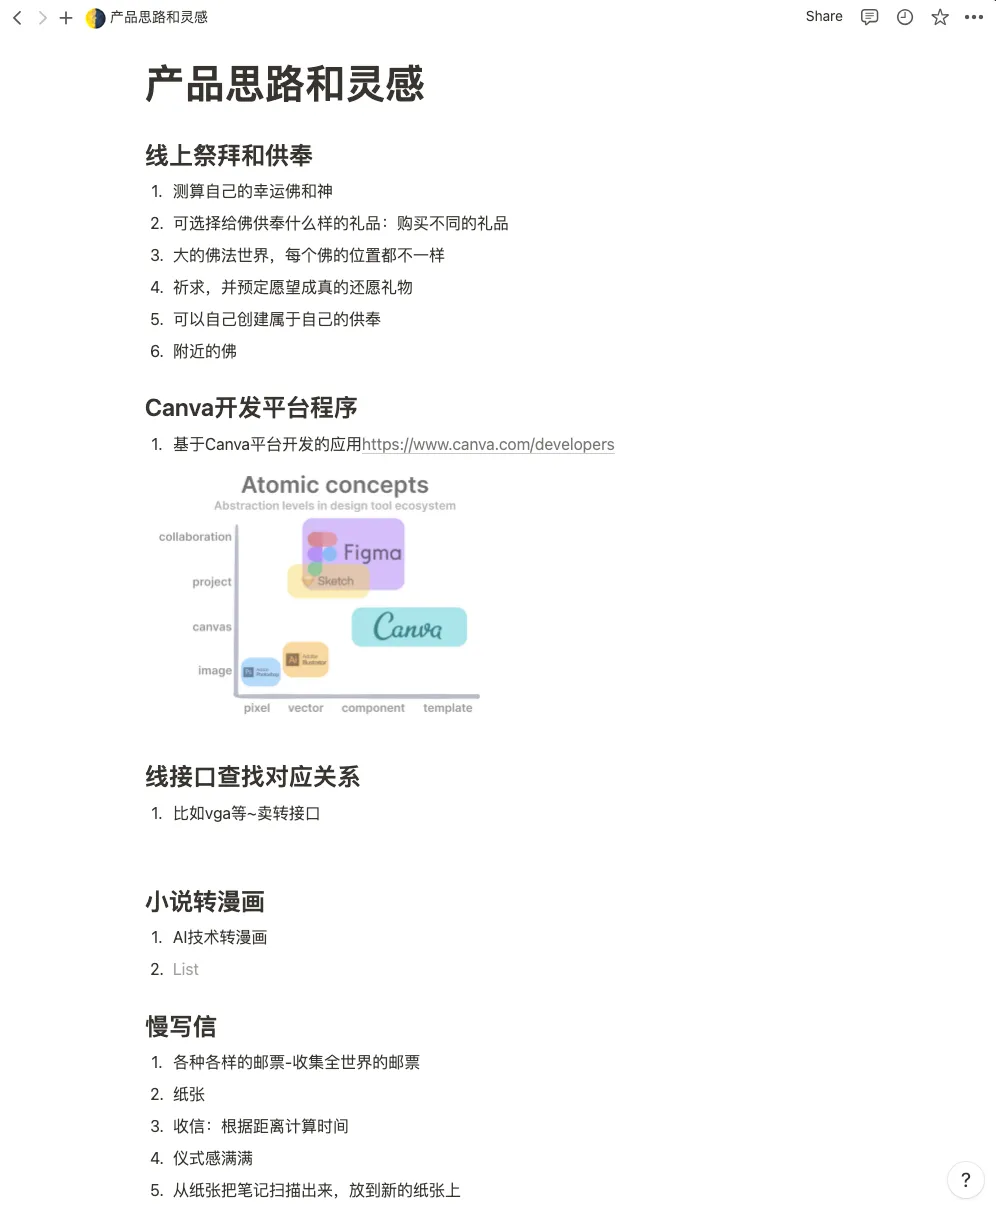 产品思路和灵感
Share
产品思路和灵感
线上祭拜和供奉
1. 测算自己的幸运佛和神
2. 可选择给佛供奉什么样的礼品：购买不同的礼品
3. 大的佛法世界，每个佛的位置都不一样
4. 祈求，并预定愿望成真的还愿礼物
5. 可以自己创建属于自己的供奉
6. 附近的佛
Canva开发平台程序
1. 基于Canva平台开发的应用https://www.canva.com/developers
Atomic concepts
Abstraction levels in design tool ecosystem
collaboration
Figma
project
Sketch
canvas
Canva
image
Ps
Adobe
Photoshop
Ai
Adobe
Illustrator
pixel vector component template
线接口查找对应关系
1. 比如vga等~卖转接口
小说转漫画
1. AI技术转漫画
2. List
慢写信
1. 各种各样的邮票-收集全世界的邮票
2. 纸张
3. 收信：根据距离计算时间
4. 仪式感满满
5. 从纸张把笔记扫描出来，放到新的纸张上
?